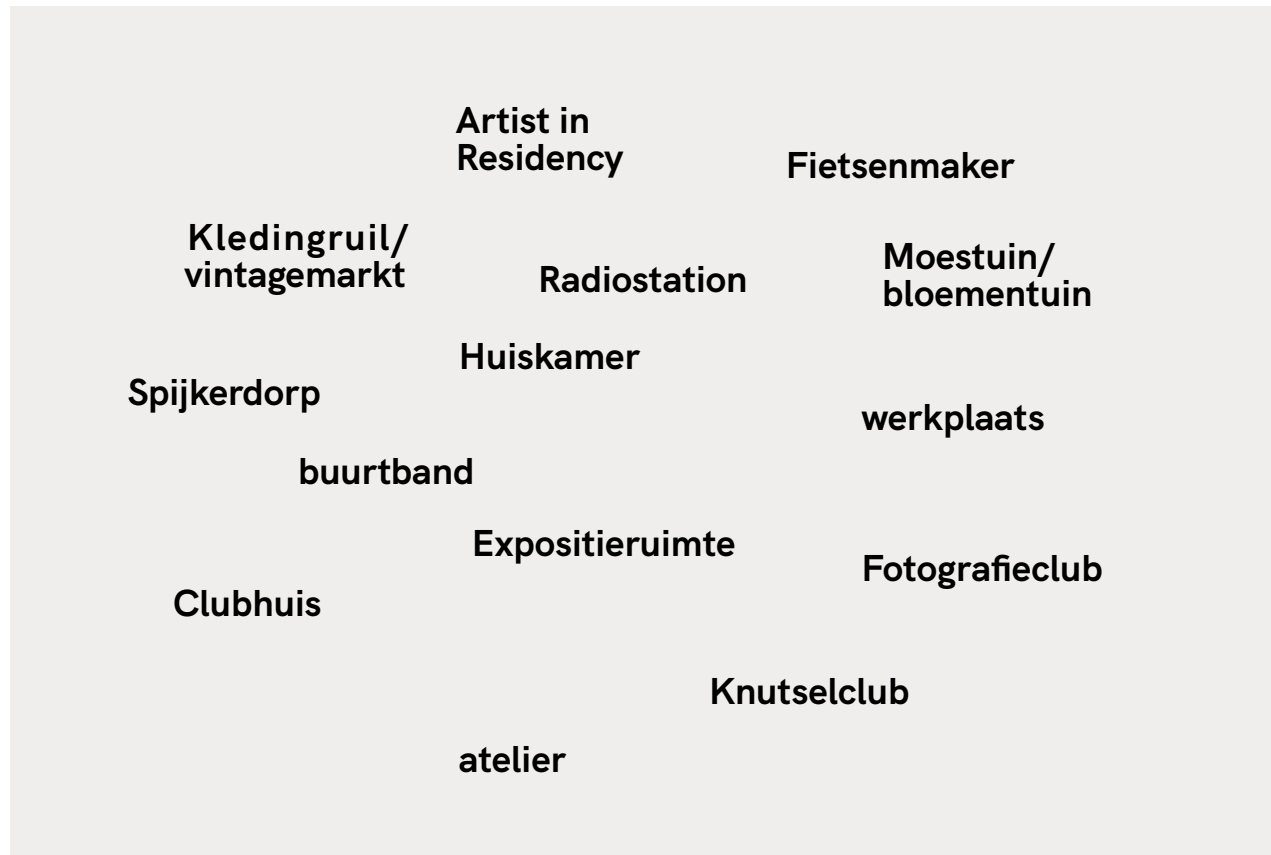 Artist in
Residency
Fietsenmaker
Kledingruil/
vintagemarkt
Radiostation
Moestuin/
bloementuin
Huiskamer
Spijkerdorp
werkplaats
buurtband
Expositieruimte
Fotografieclub
Clubhuis
Knutselclub
atelier